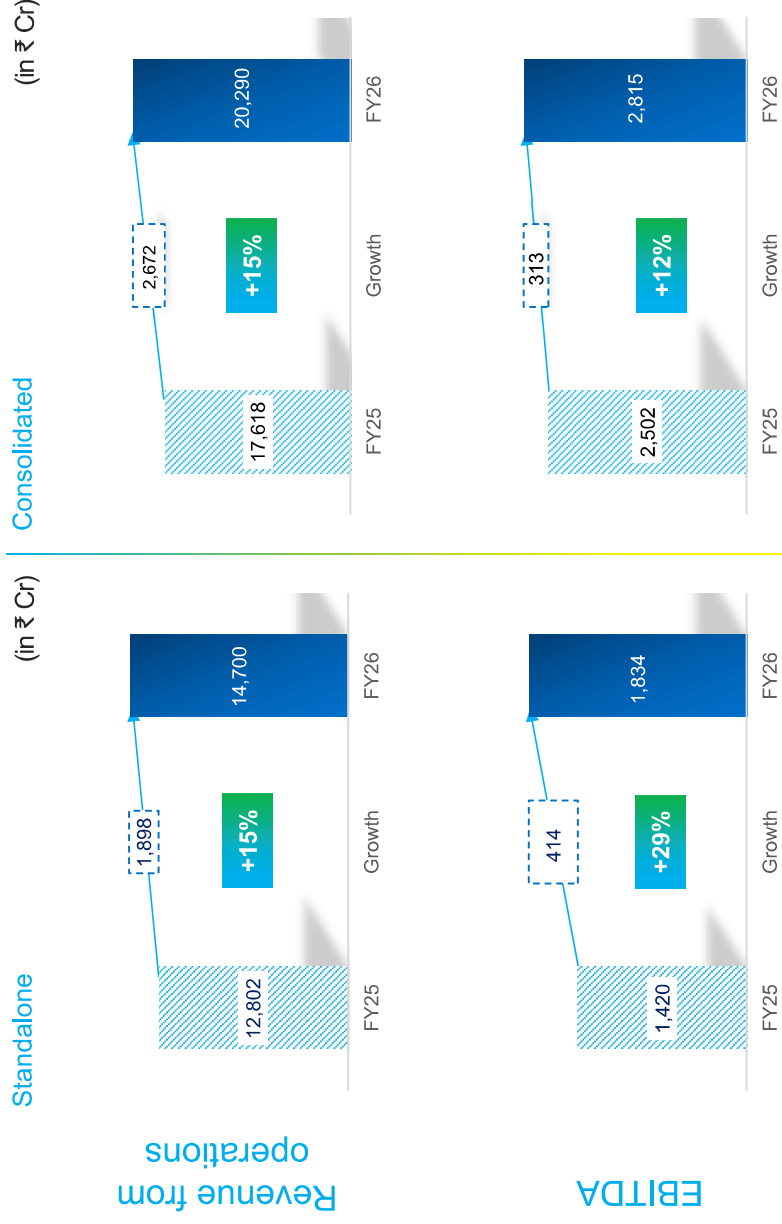 Standalone
(in ₹ Cr)
Consolidated
(in ₹ Cr)
Revenue from
operations
12,802
1,898
+15%
14,700
FY25
Growth
FY26
17,618
2,672
+15%
20,290
FY25
Growth
FY26
EBITDA
1,420
414
+29%
1,834
FY25
Growth
FY26
2,502
313
+12%
2,815
FY25
Growth
FY26